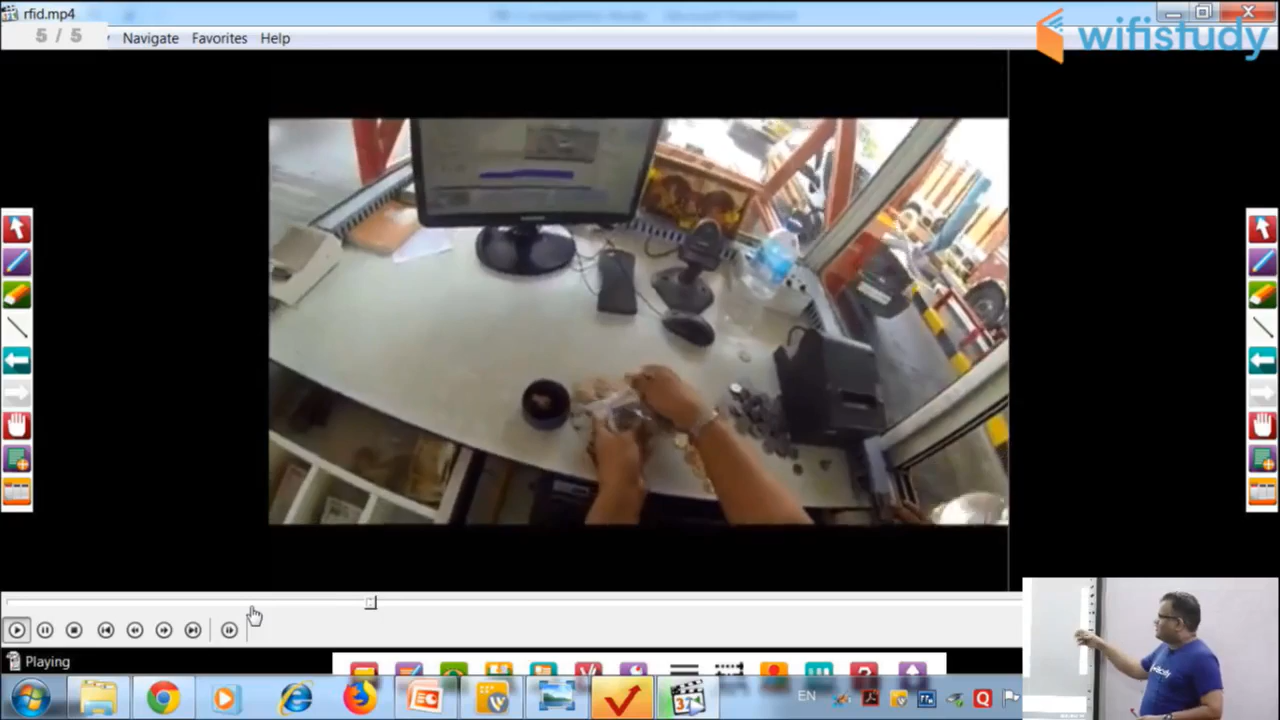 rfid.mp4
5 / 5
Navigate
Favorites
Help
wifistudy
Playing
EN